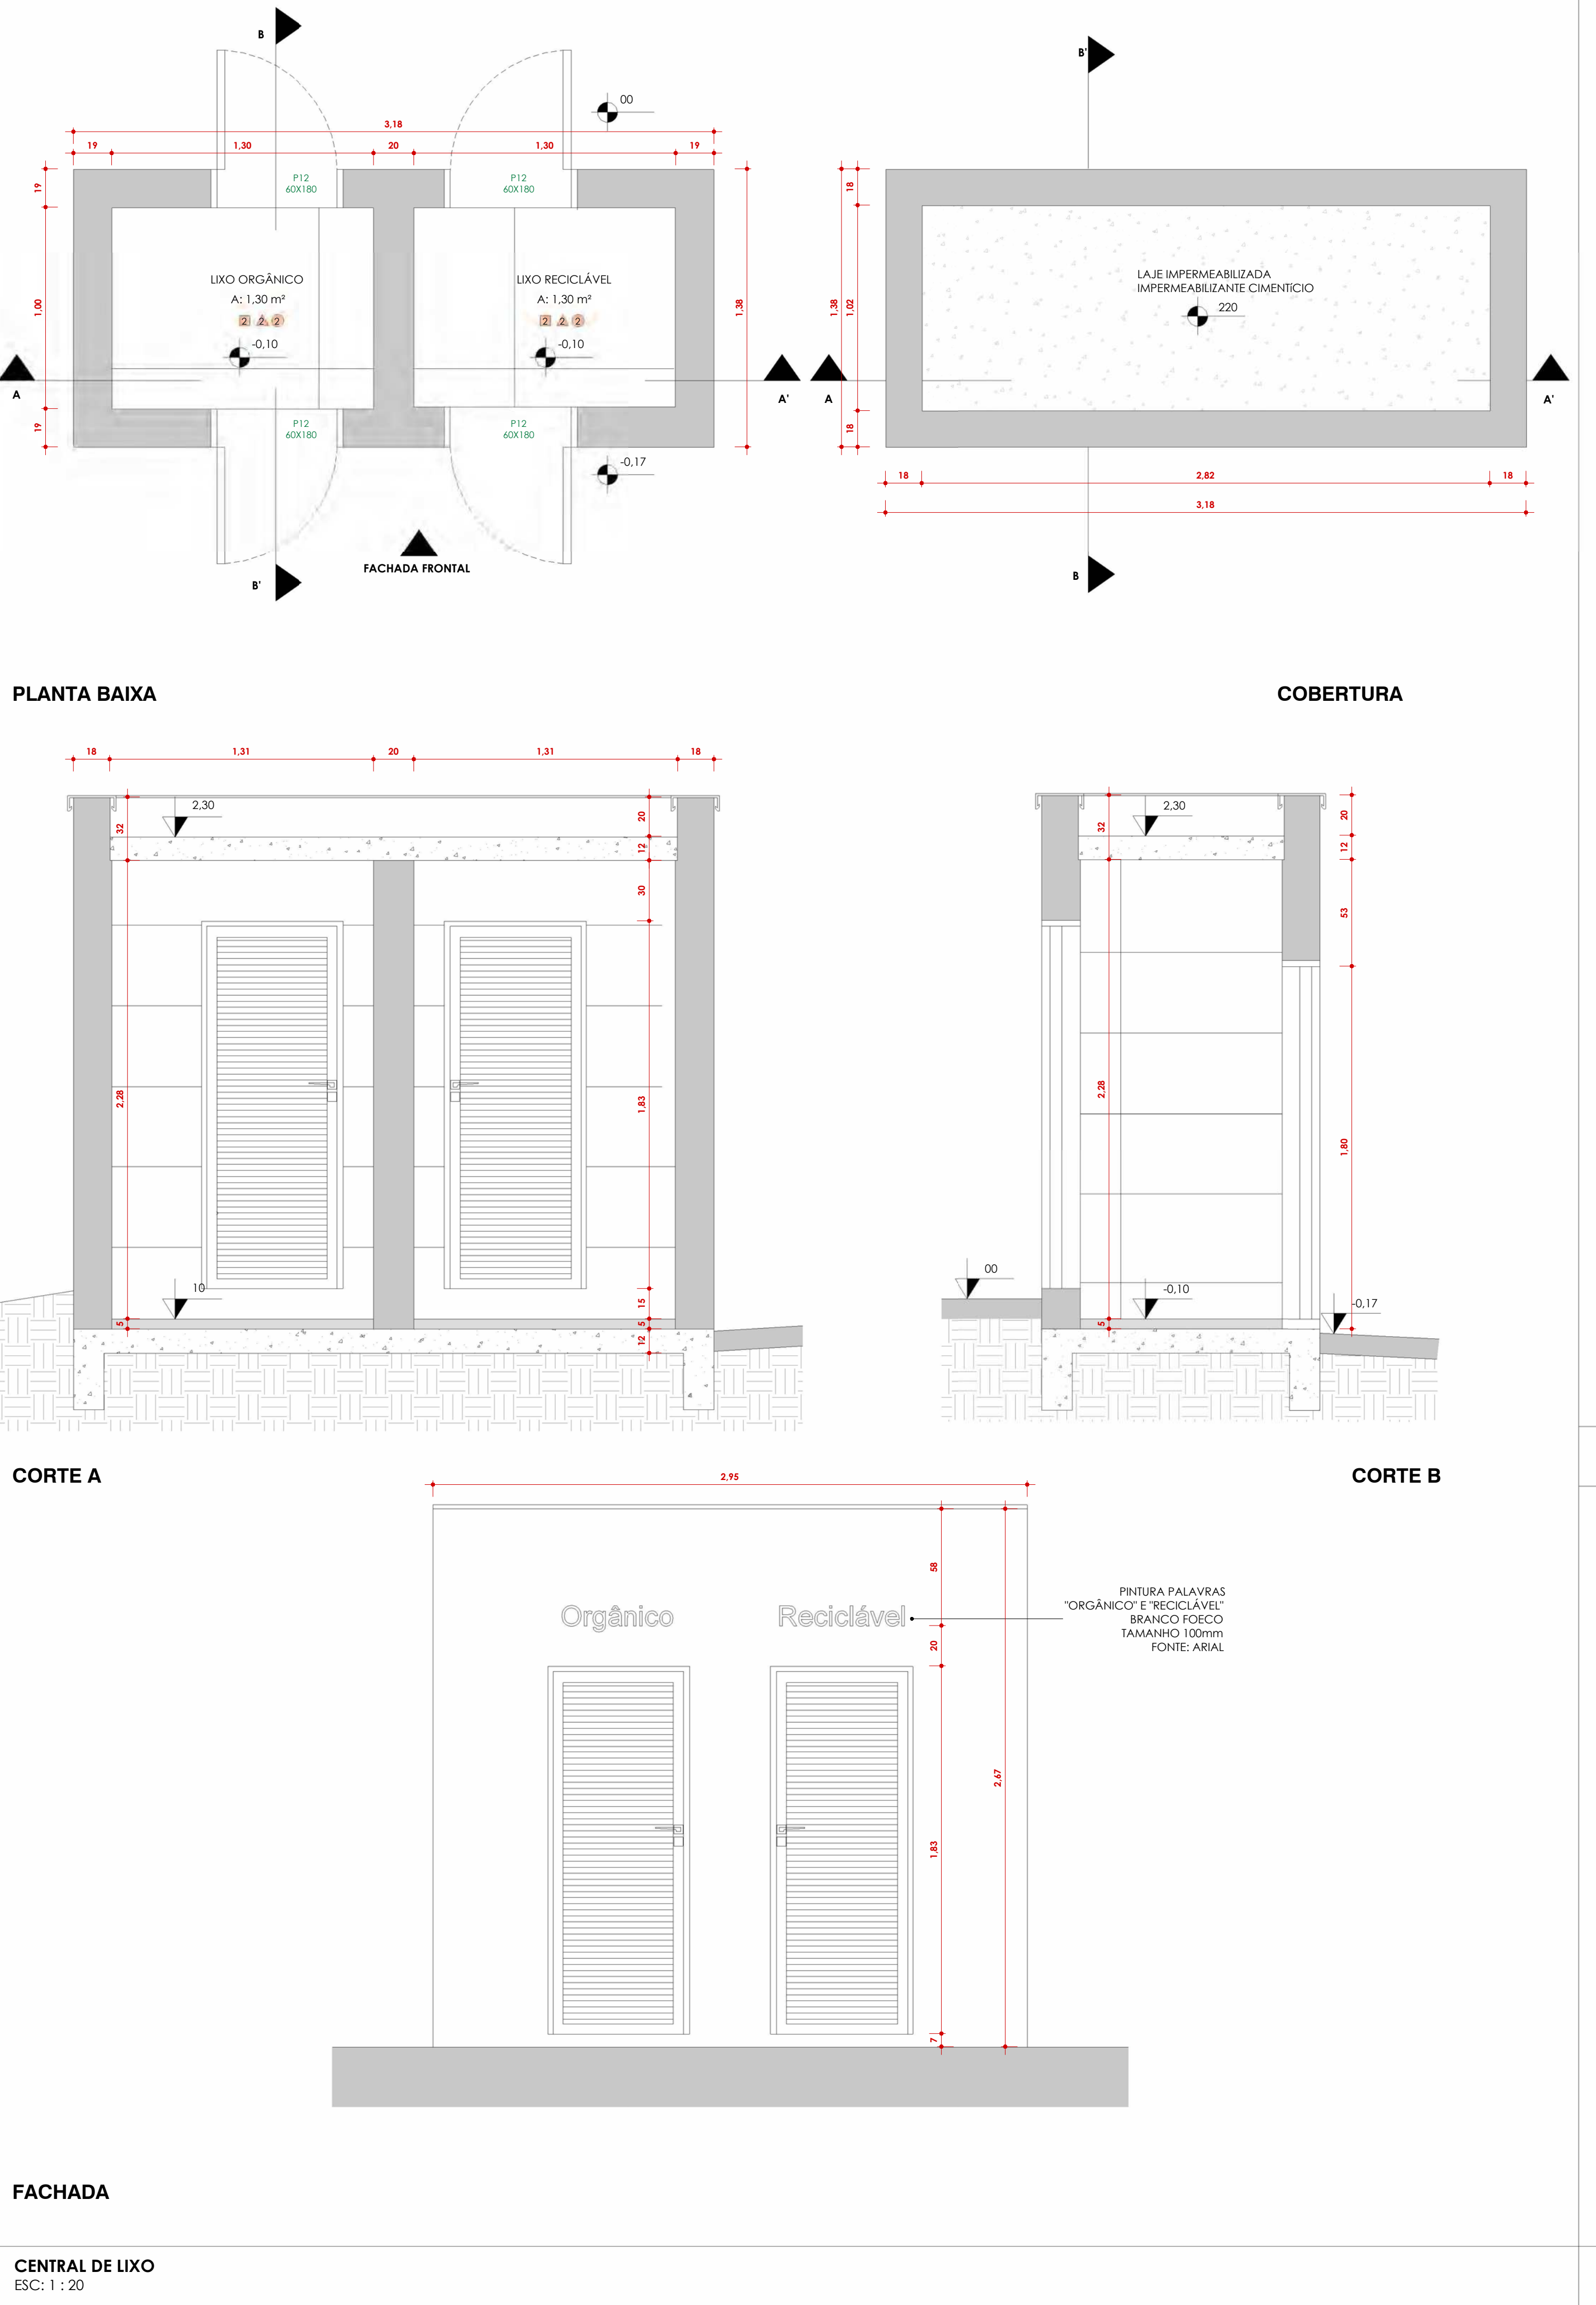 B
B'
00
3,18
19
1,30
20
1,30
19
P12
60X180
P12
60X180
19
18
LIXO ORGÂNICO
A: 1,30 m²
2 2 2
-0,10
LIXO RECICLÁVEL
A: 1,30 m²
2 2 2
-0,10
1,00
1,38
1,38
1,02
LAJE IMPERMEABILIZADA
IMPERMEABILIZANTE CIMENTÍCIO
220
A
A'
A
A'
19
P12
60X180
P12
60X180
18
-0,17
18
2,82
18
3,18
FACHADA FRONTAL
B'
B
PLANTA BAIXA
COBERTURA
18
1,31
20
1,31
18
2,30
32
20
12
30
2,28
1,83
10
15
5
5
12
2,30
32
20
12
53
2,28
1,80
00
-0,10
-0,17
5
CORTE A
CORTE B
2,95
58
Orgânico
Reciclável
PINTURA PALAVRAS
"ORGÂNICO" E "RECICLÁVEL"
BRANCO FOECO
TAMANHO 100mm
FONTE: ARIAL
20
2,67
1,83
7
FACHADA
CENTRAL DE LIXO
ESC: 1 : 20